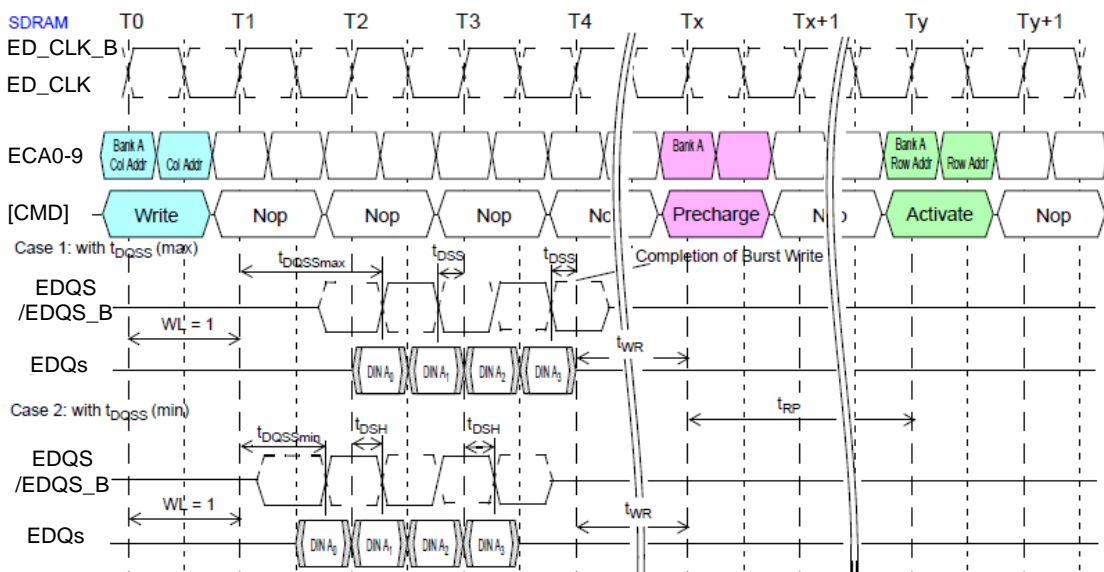 SDRAM T0 T1 T2 T3 T4 Tx Tx+1 Ty Ty+1
ED_CLK_B
ED_CLK
ECA0-9 Bank A Col Addr Col Addr Bank A Bank A Row Addr Row Addr
[CMD] Write Nop Nop Nop Precharge Activate Nop
Case 1: with tDQSS (max)
tDQSSmax tDSS tDSS Completion of Burst Write
EDQS
/EDQS_B
WL = 1 tWR
EDQs DIN A0 DIN A1 DIN A2 DIN A3
Case 2: with tDQSS (min) tRP
tDQSSmin tDSH tDSH
EDQS
/EDQS_B
WL = 1 tWR
EDQs DIN A0 DIN A1 DIN A2 DIN A3